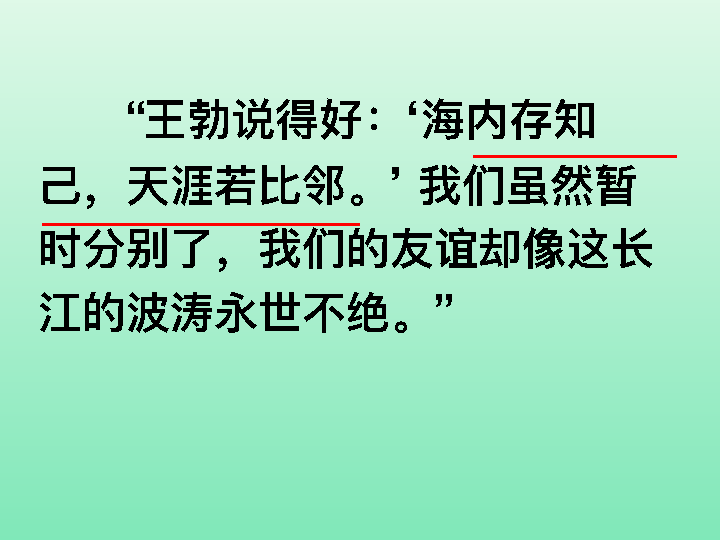 “王勃说得好：‘海内存知
己，天涯若比邻。’ 我们虽然暂
时分别了，我们的友谊却像这长
江的波涛永世不绝。”